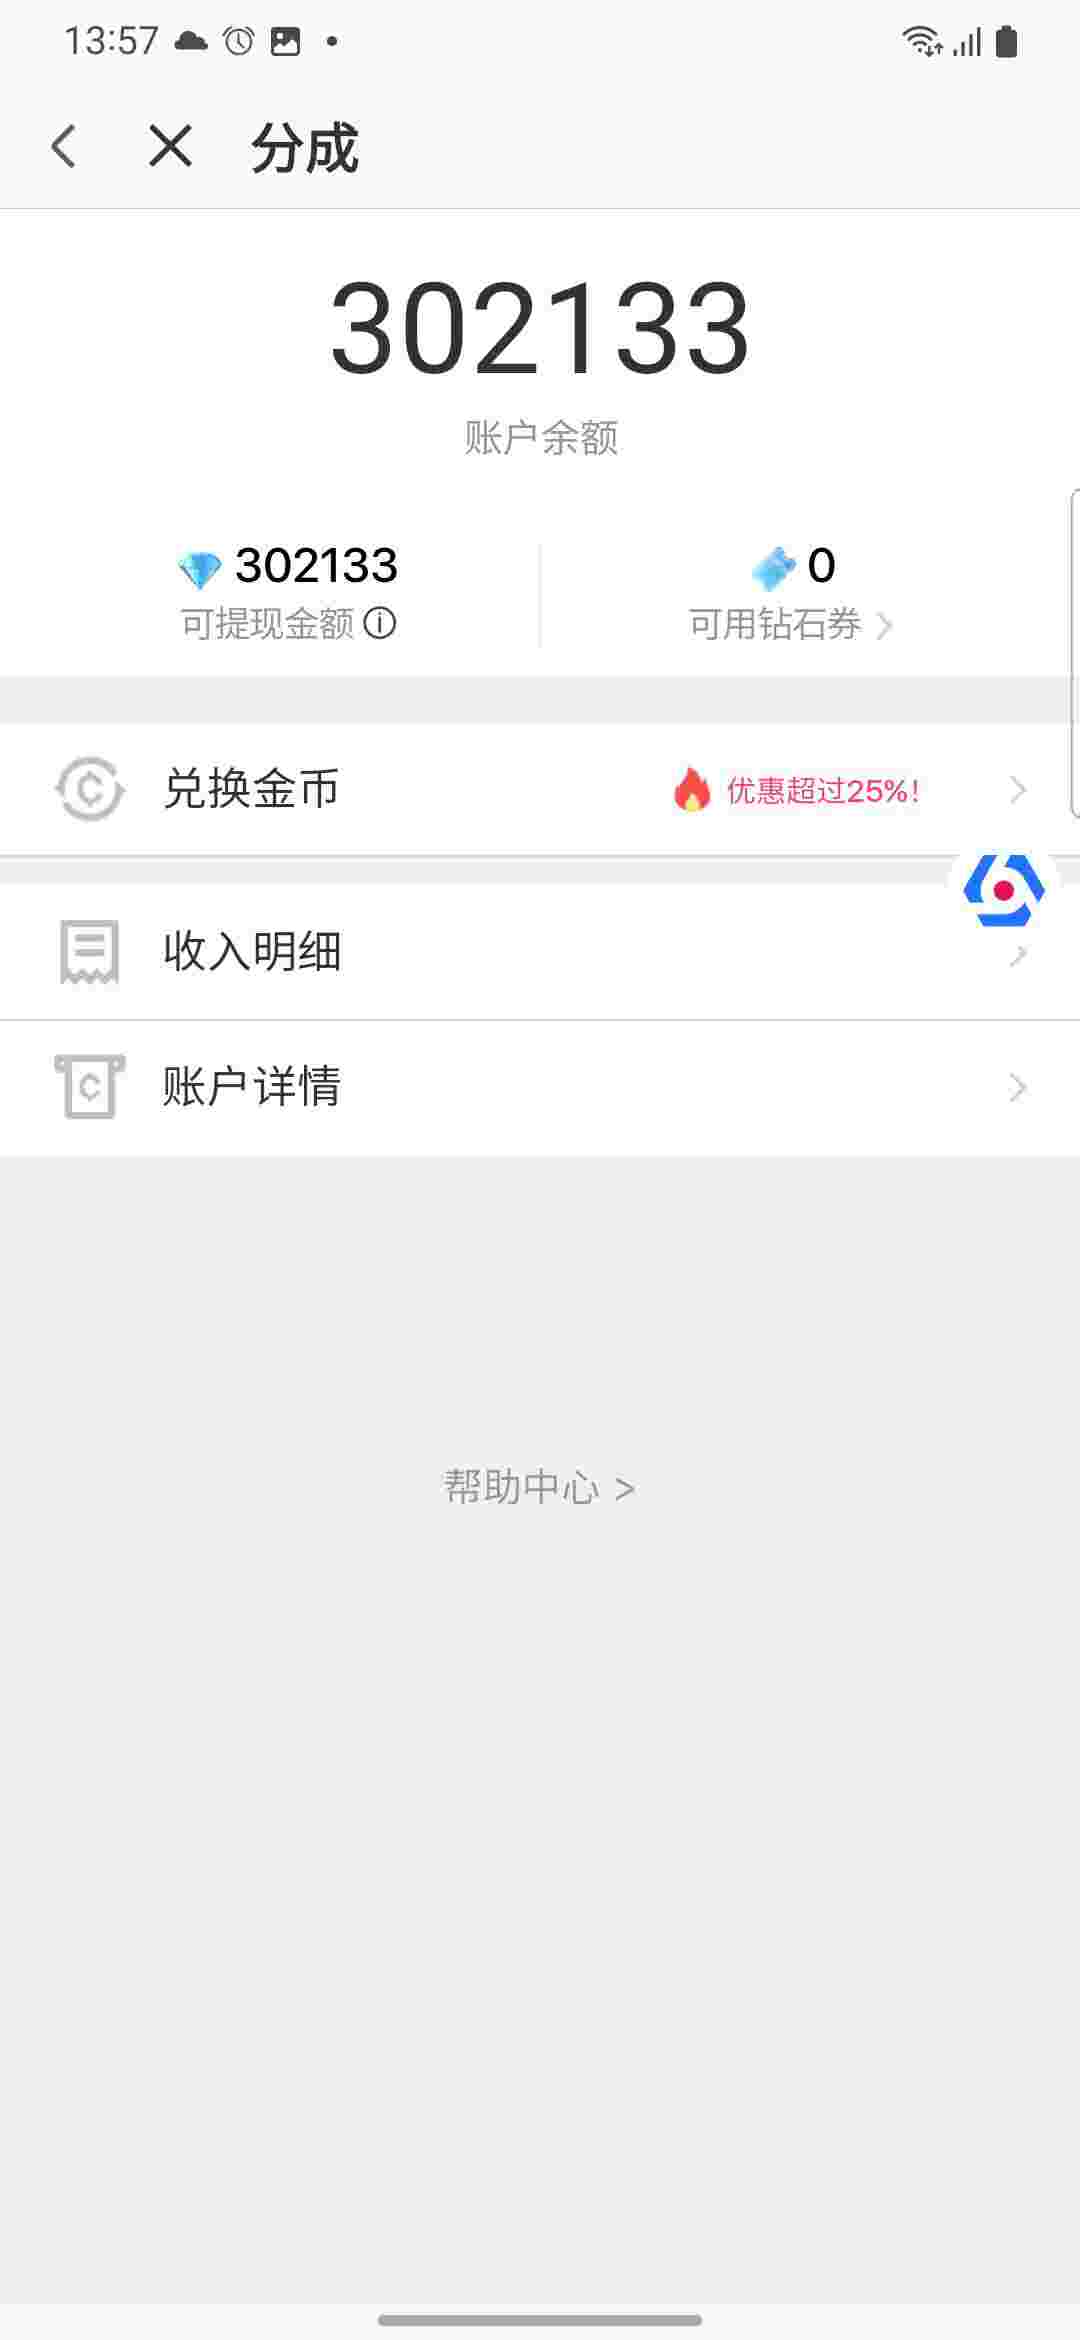 13:57
分成
302133
账户余额
302133
可提现金额
0
可用钻石券
兑换金币
优惠超过25%!
收入明细
账户详情
帮助中心 >